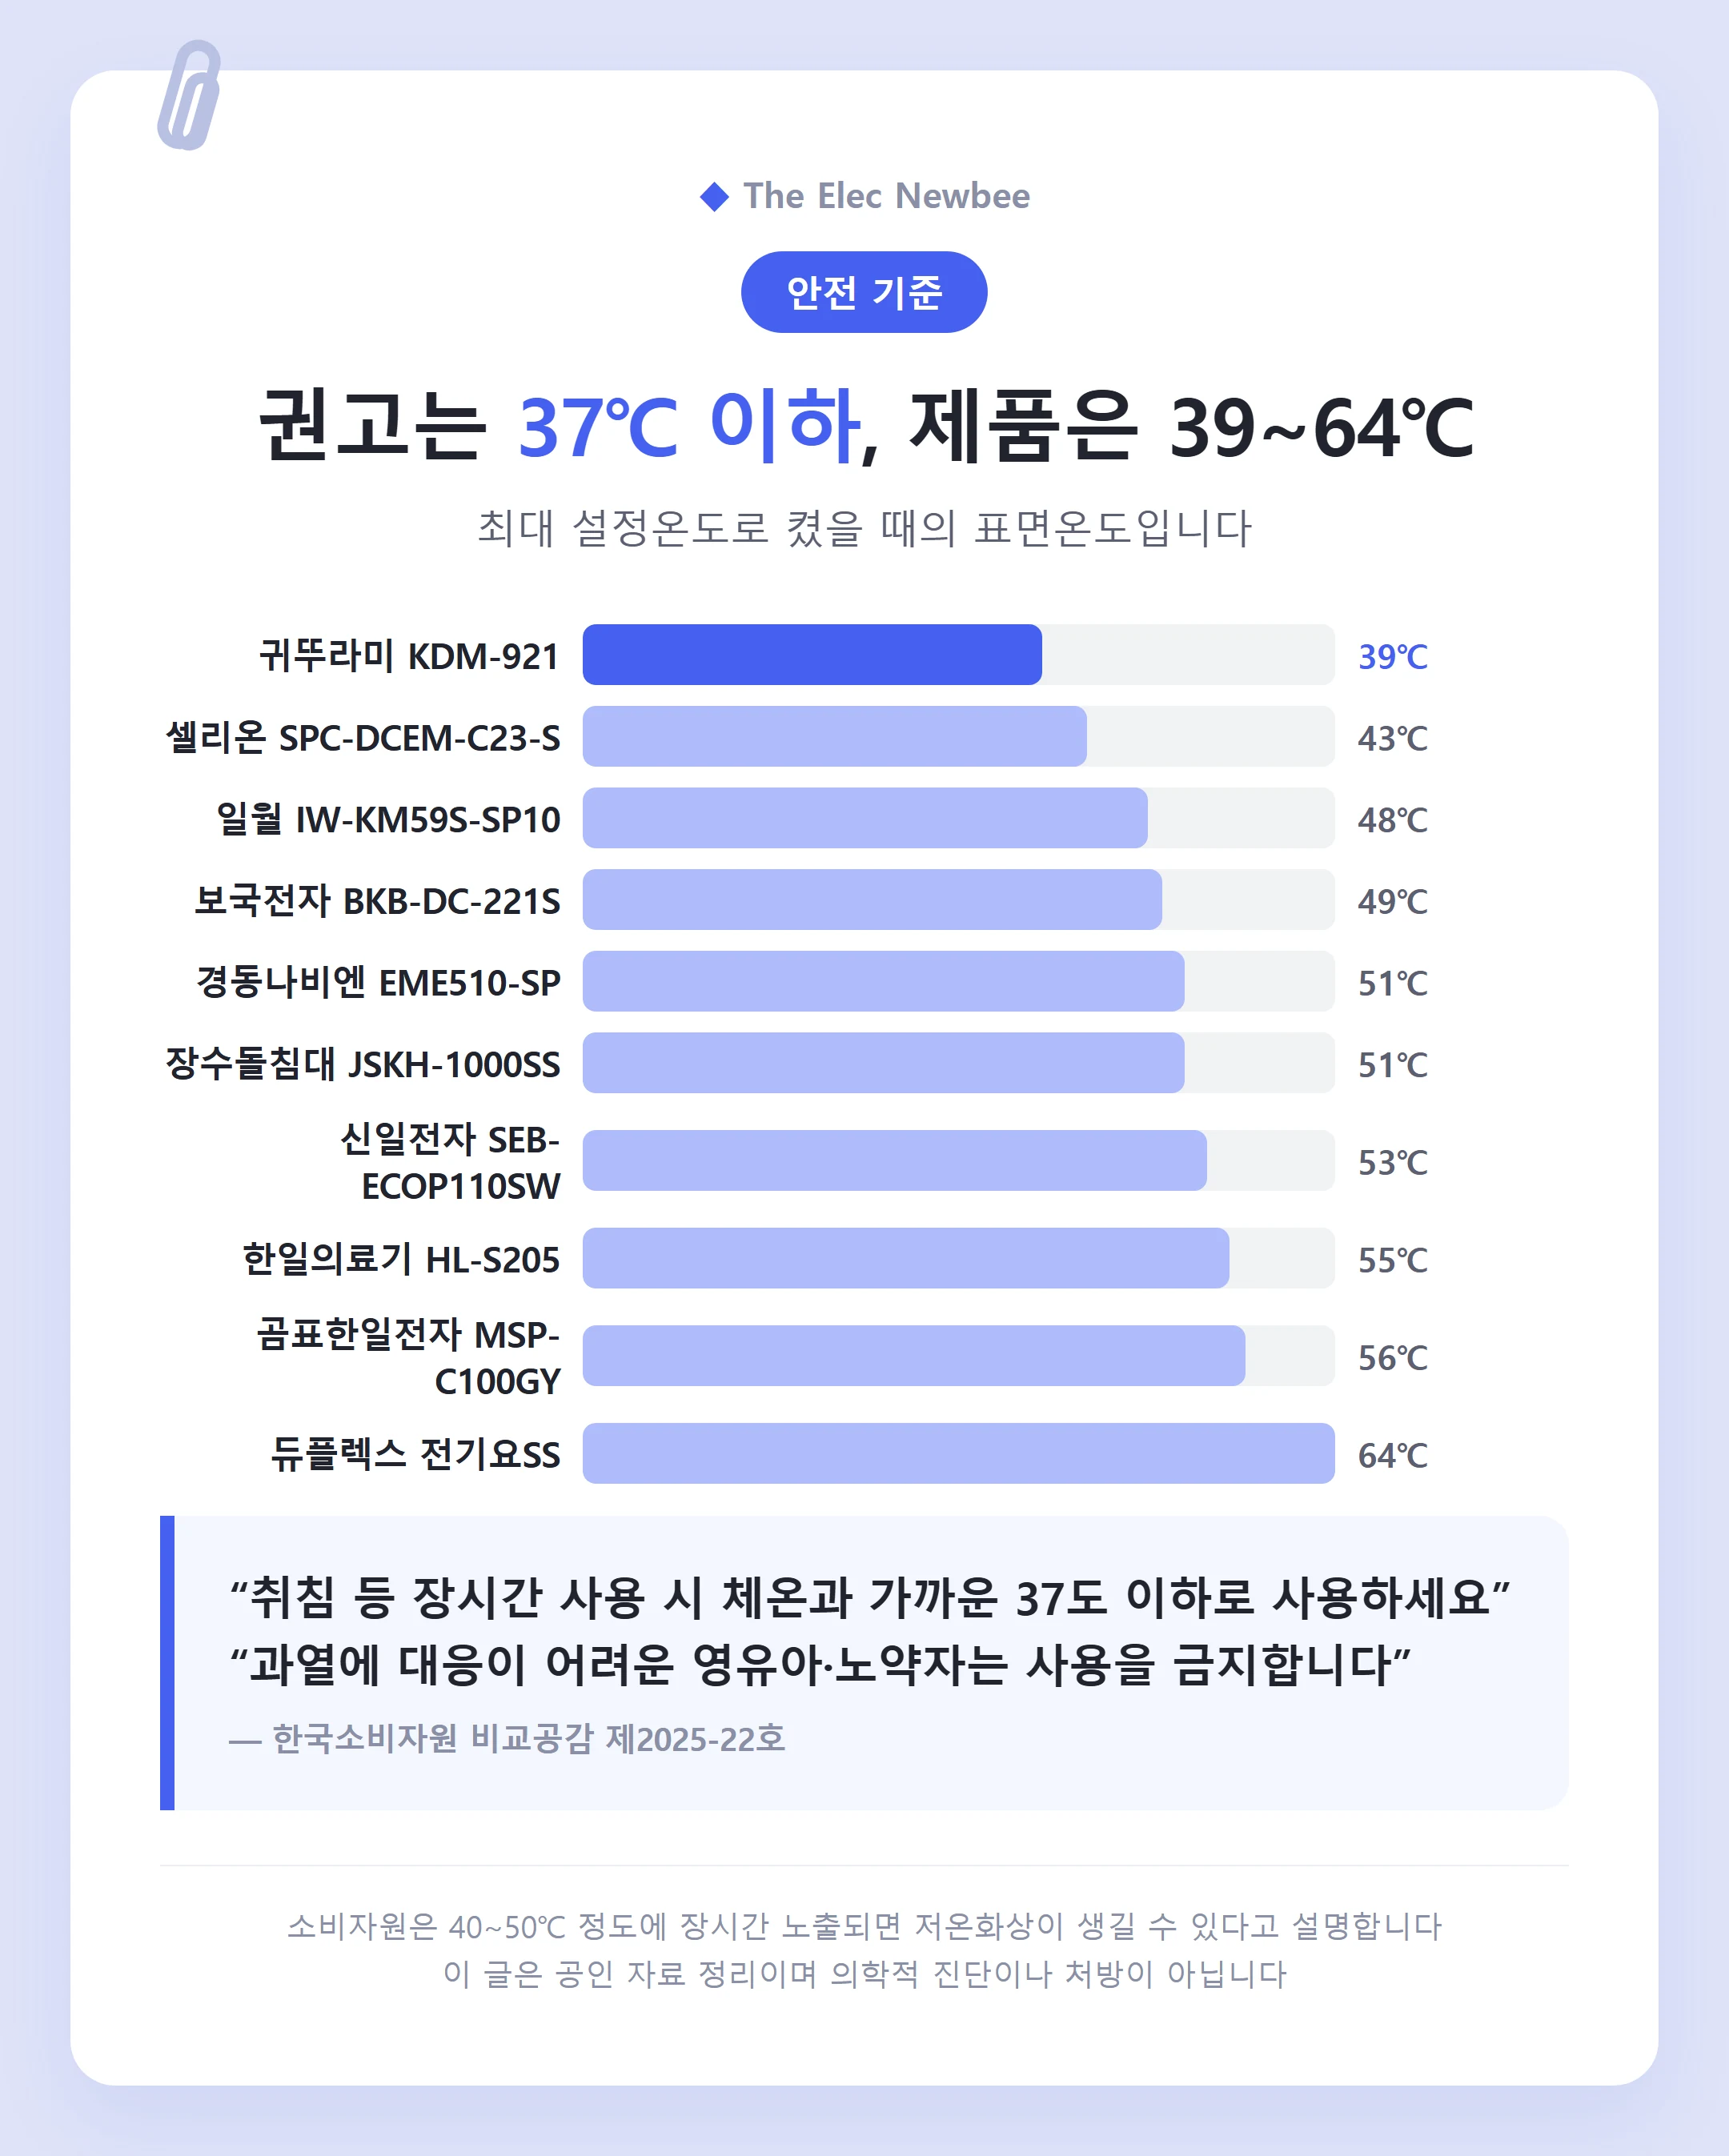 The Elec Newbee
안전 기준
권고는 37℃ 이하, 제품은 39~64℃
최대 설정온도로 켰을 때의 표면온도입니다
귀뚜라미 KDM-921 39℃
셀리온 SPC-DCEM-C23-S 43℃
일월 IW-KM59S-SP10 48℃
보국전자 BKB-DC-221S 49℃
경동나비엔 EME510-SP 51℃
장수돌침대 JSKH-1000SS 51℃
신일전자 SEB-
ECOP110SW 53℃
한일의료기 HL-S205 55℃
곰표한일전자 MSP-
C100GY 56℃
듀플렉스 전기요SS 64℃
“취침 등 장시간 사용 시 체온과 가까운 37도 이하로 사용하세요”
“과열에 대응이 어려운 영유아·노약자는 사용을 금지합니다”
— 한국소비자원 비교공감 제2025-22호
소비자원은 40~50℃ 정도에 장시간 노출되면 저온화상이 생길 수 있다고 설명합니다
이 글은 공인 자료 정리이며 의학적 진단이나 처방이 아닙니다